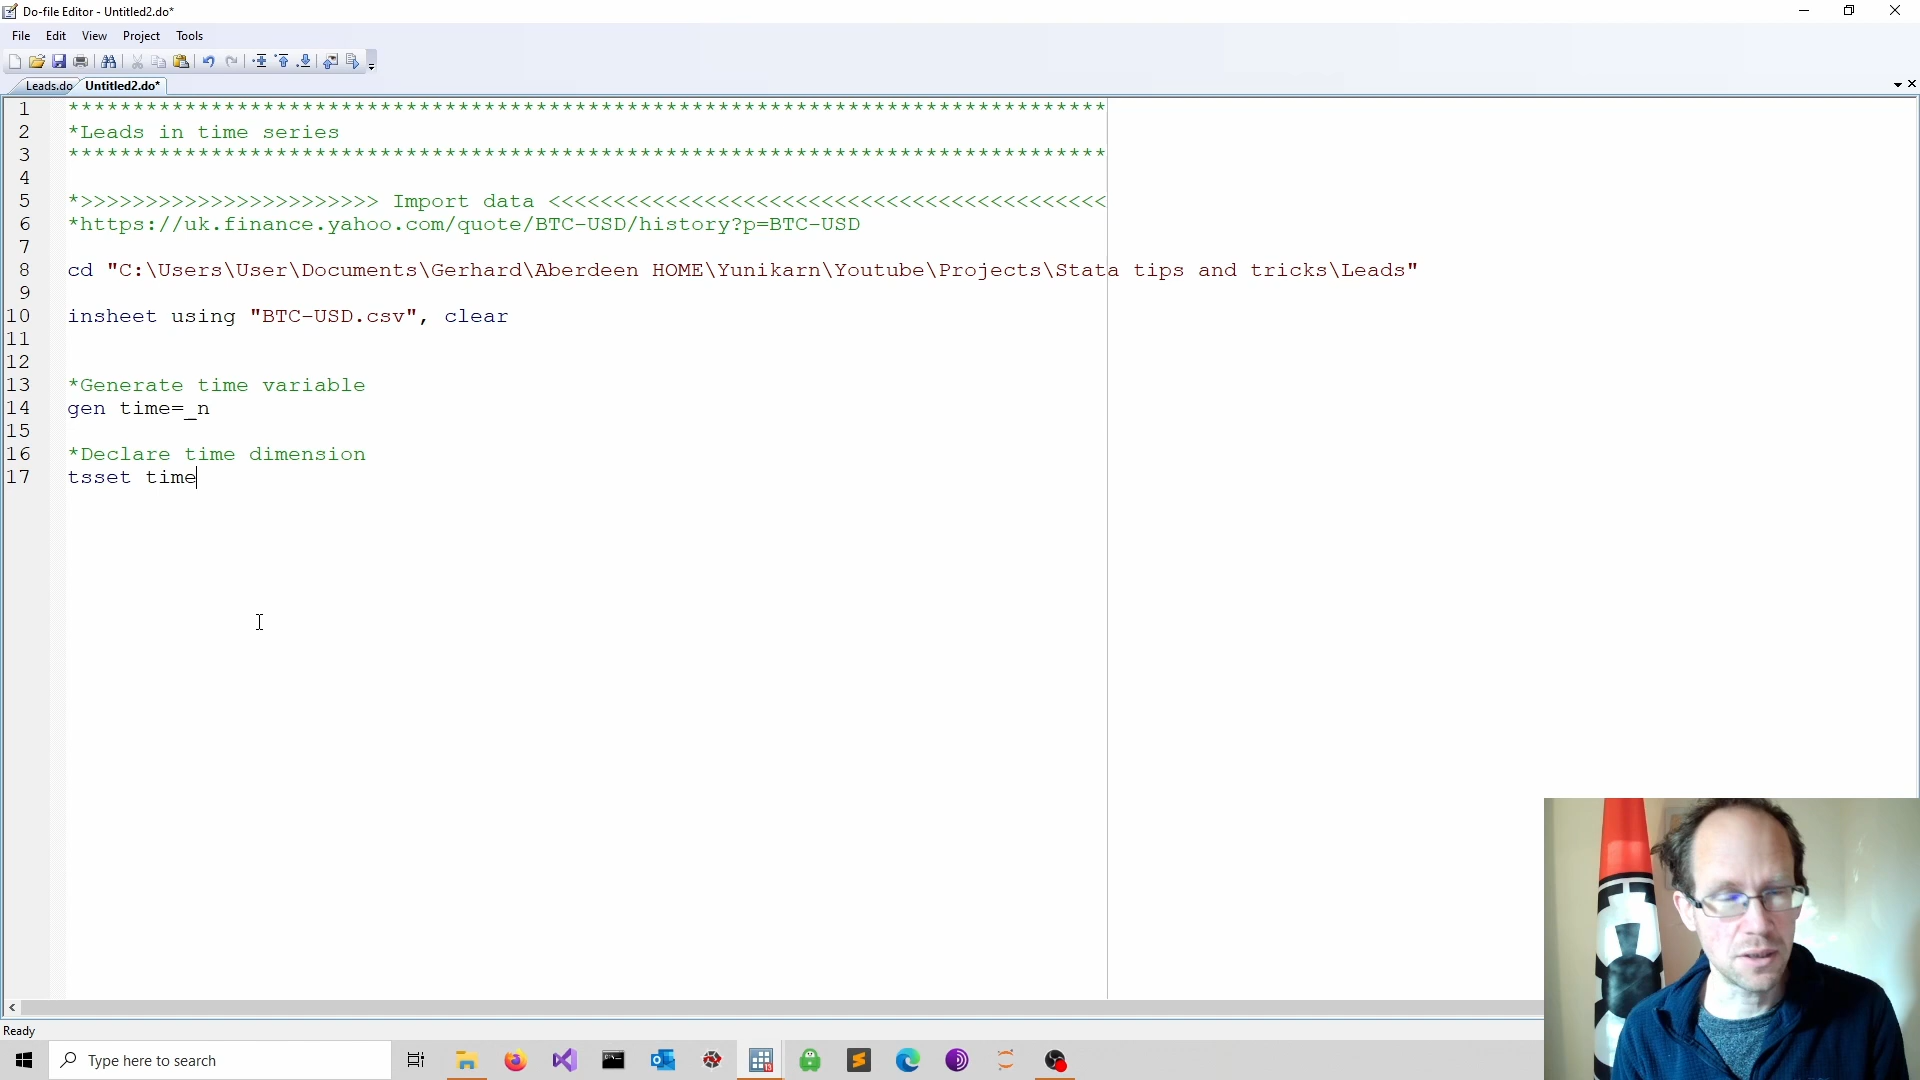 Do-file Editor - Untitled2.do*
File Edit View Project Tools
Leads.do Untitled2.do*
1 ********************************************************************************
2 *Leads in time series
3 ********************************************************************************
4
5 *>>>>>>>>>>>>>>>>>>>>>>> Import data <<<<<<<<<<<<<<<<<<<<<<<<<<<<<<<<<<<<<<<<<<<
6 *https://uk.finance.yahoo.com/quote/BTC-USD/history?p=BTC-USD
7
8 cd "C:\Users\User\Documents\Gerhard\Aberdeen HOME\Yunikarn\Youtube\Projects\Stata tips and tricks\Leads"
9
10 insheet using "BTC-USD.csv", clear
11
12
13 *Generate time variable
14 gen time=_n
15
16 *Declare time dimension
17 tsset time
Ready
Type here to search